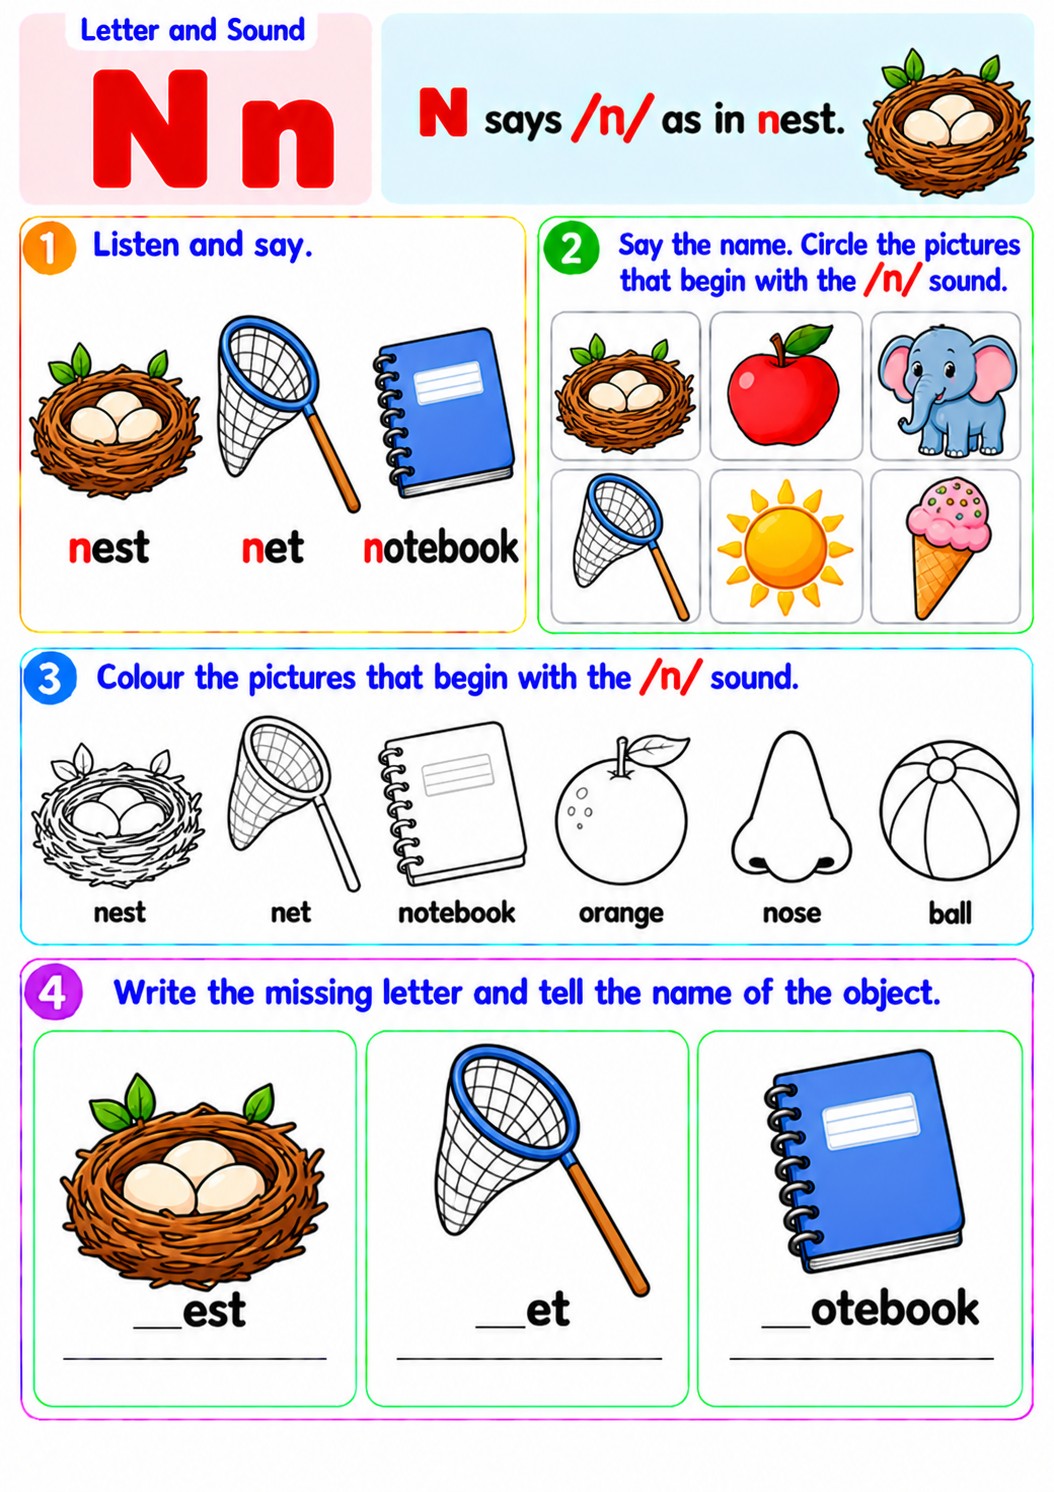 Letter and Sound
N n
N says /n/ as in nest.
1 Listen and say.
nest net notebook
2 Say the name. Circle the pictures
that begin with the /n/ sound.
3 Colour the pictures that begin with the /n/ sound.
nest net notebook orange nose ball
4 Write the missing letter and tell the name of the object.
__est __et __otebook